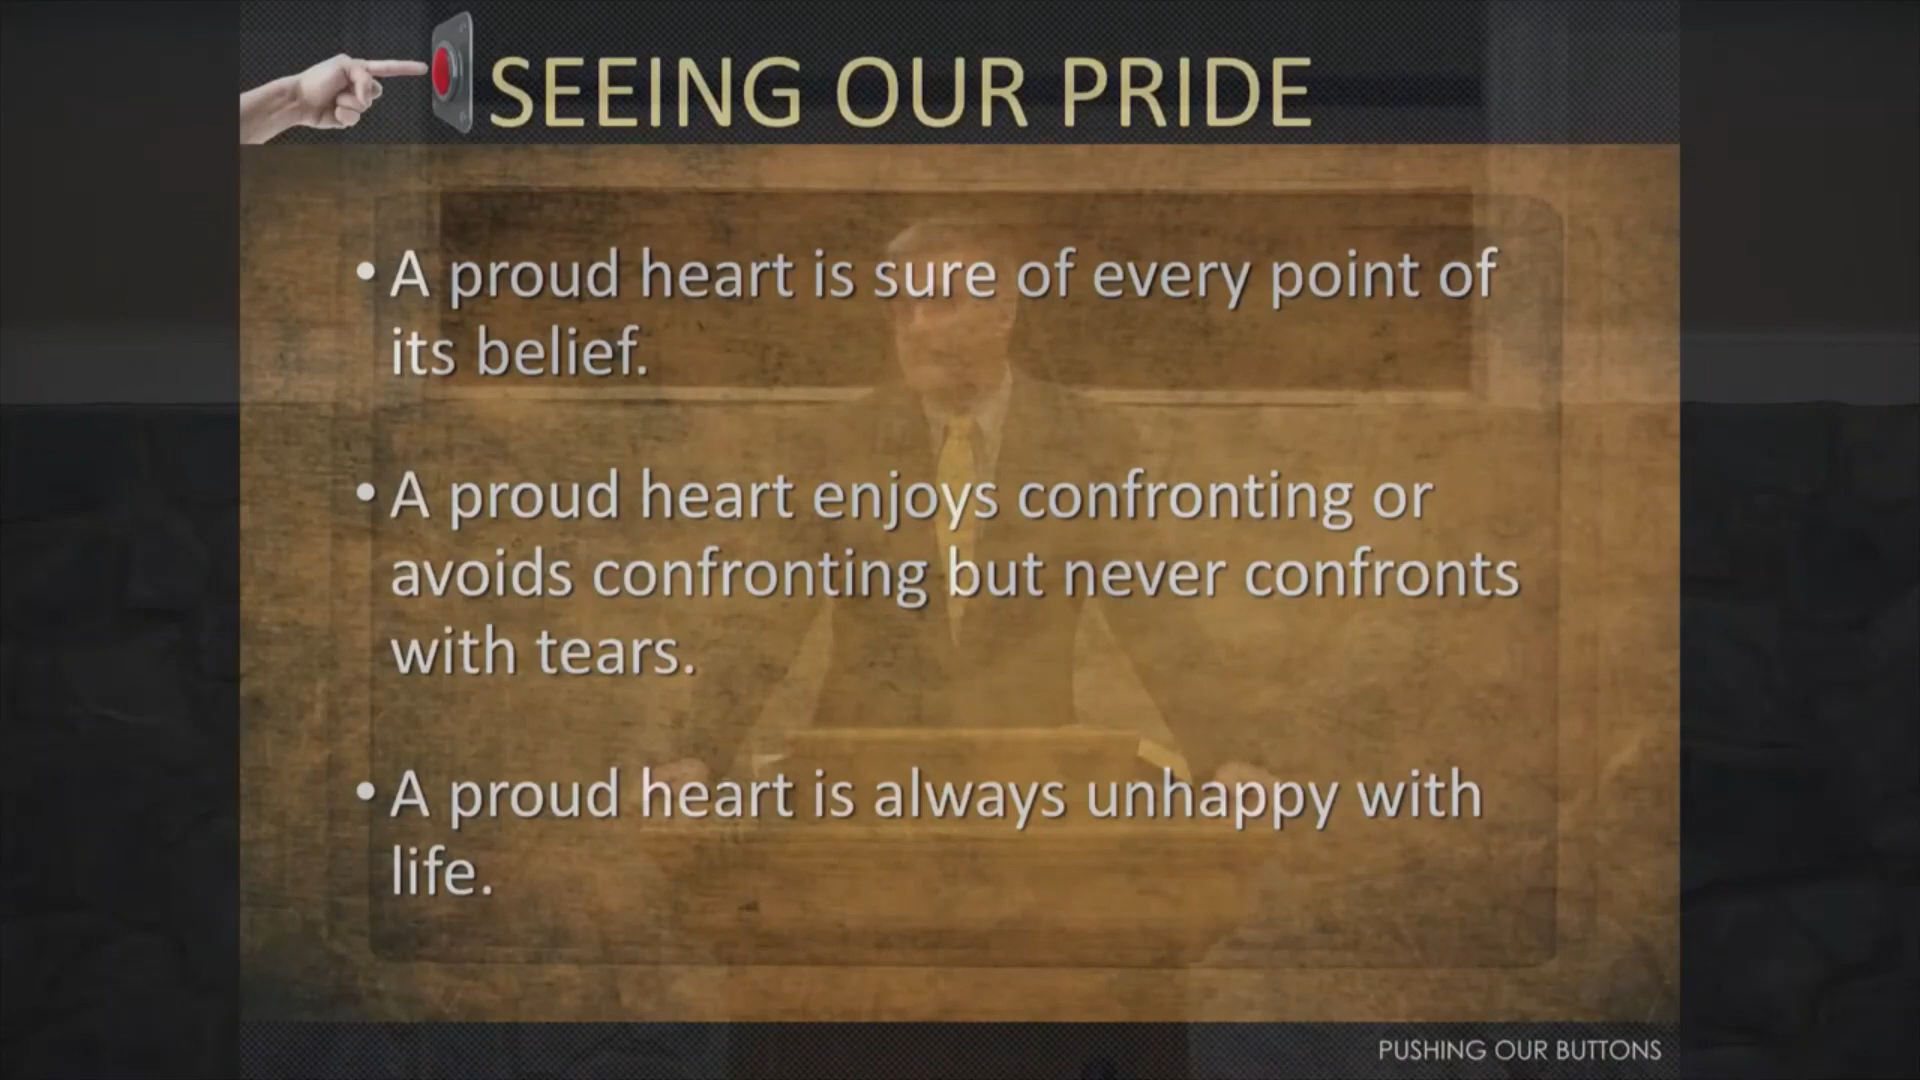 SEEING OUR PRIDE
• A proud heart is sure of every point of
its belief.
• A proud heart enjoys confronting or
avoids confronting but never confronts
with tears.
• A proud heart is always unhappy with
life.
PUSHING OUR BUTTONS